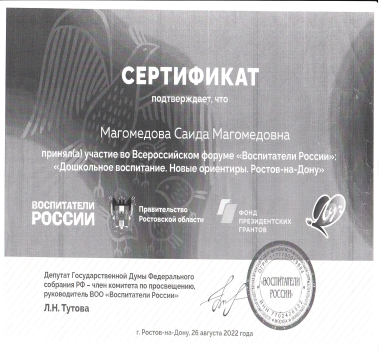 СЕРТИФИКАТ
подтверждает, что
Магомедова Саида Магомедовна
принял(а) участие во Всероссийском форуме «Воспитатели России»:
«Дошкольное воспитание. Новые ориентиры. Ростов-на-Дону»
ВОСПИТАТЕЛИ
РОССИИ
Правительство
Ростовской области
ФОНД
ПРЕЗИДЕНТСКИХ
ГРАНТОВ
Депутат Государственной Думы Федерального
собрания РФ – член комитета по просвещению,
руководитель ВОО «Воспитатели России»
Л.Н. Тутова
«ВОСПИТАТЕЛИ
РОССИИ»
г. Ростов-на-Дону, 26 августа 2022 года